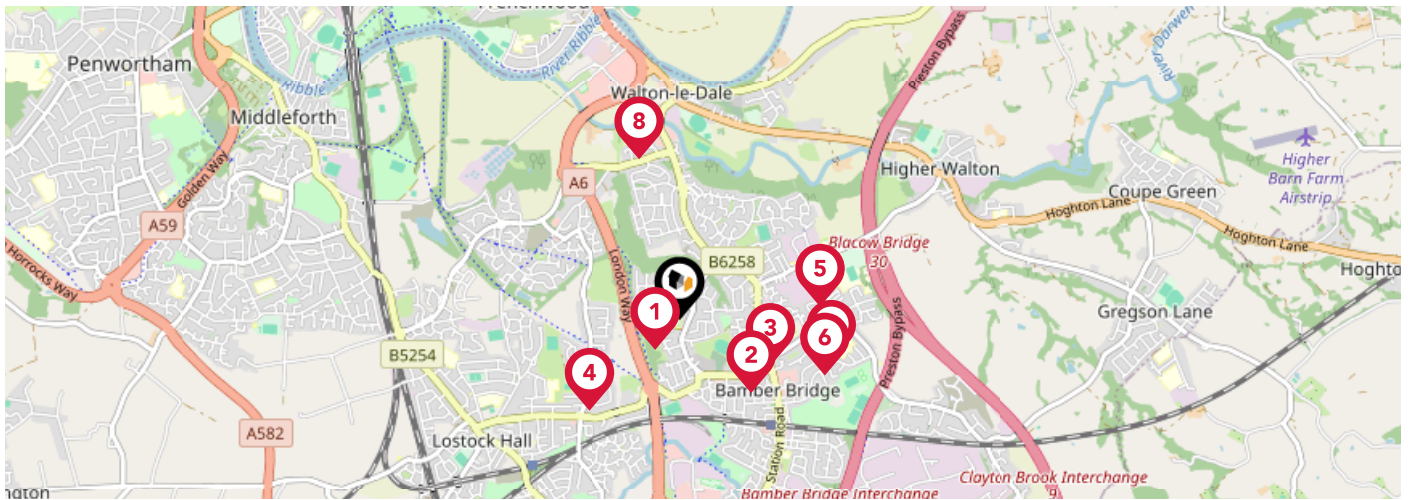 Penwortham
River Ribble
Ribble
Walton-le-Dale
Middleforth
8
Preston Bypass
River Darwen
Higher Walton
Higher
Barn Farm
Airstrip
Coupe Green
A6
Golden Way
A59
Hoghton Lane
Hoghton Lane
Horrocks Way
London Way
B6258
Blacow Bridge
30
5
1
3
6
2
4
Gregson Lane
B5254
Preston Bypass
Bamber Bridge
A582
Lostock Hall
Station Road
Clayton Brook Interchange
9
Bamber Bridge Interchange